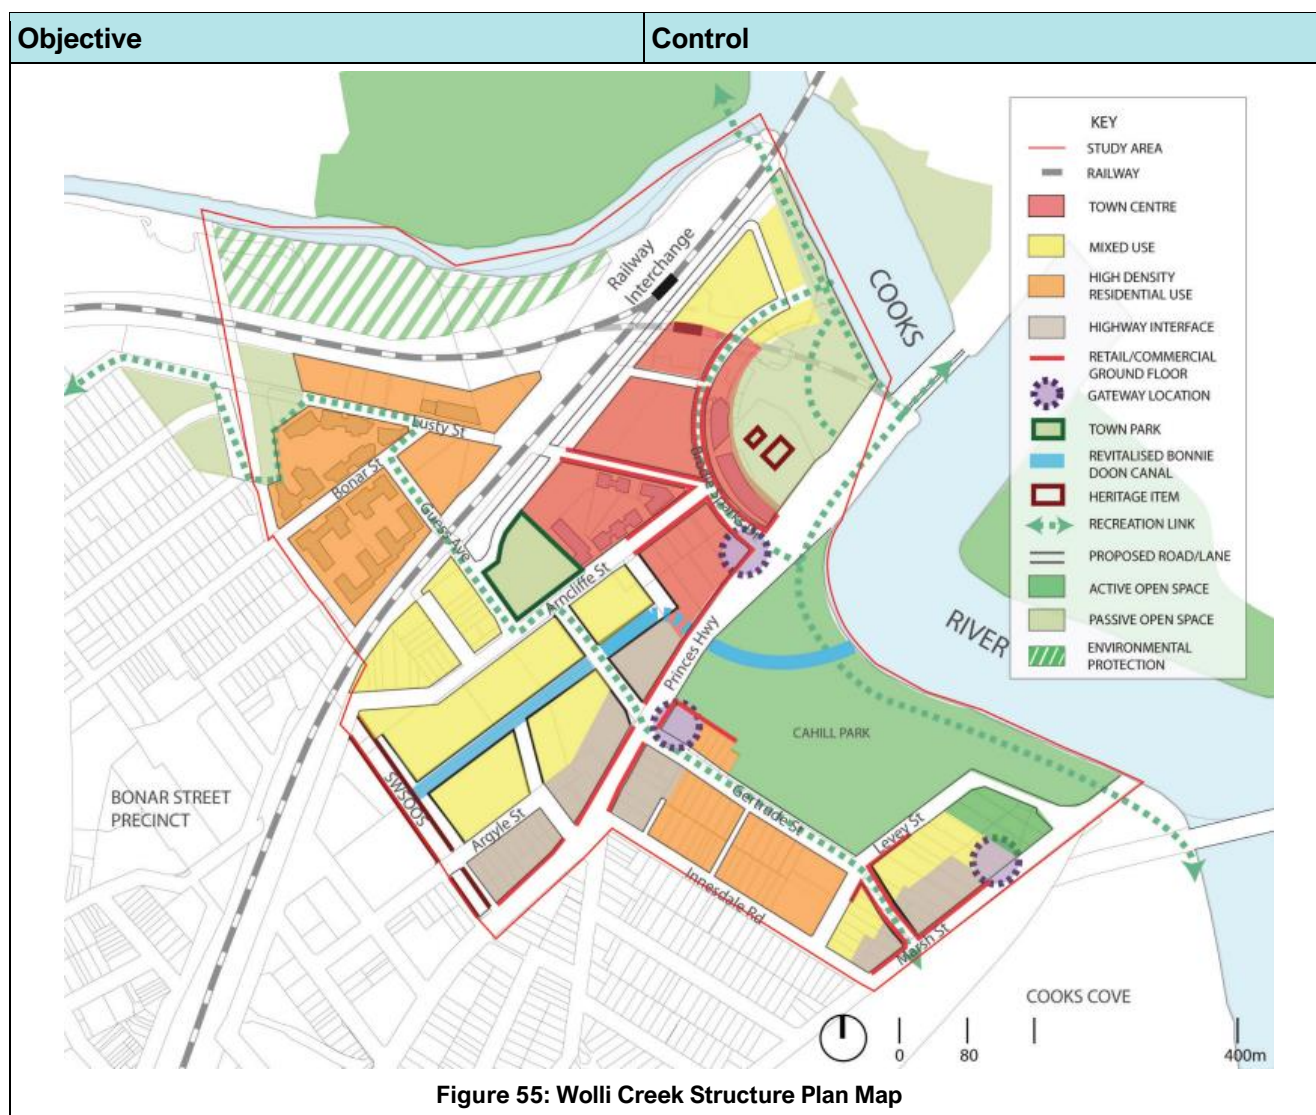 Objective
Control
KEY
STUDY AREA
RAILWAY
TOWN CENTRE
MIXED USE
HIGH DENSITY
RESIDENTIAL USE
HIGHWAY INTERFACE
RETAIL/COMMERCIAL
GROUND FLOOR
GATEWAY LOCATION
TOWN PARK
REVITALISED BONNIE
DOON CANAL
HERITAGE ITEM
RECREATION LINK
PROPOSED ROAD/LANE
ACTIVE OPEN SPACE
PASSIVE OPEN SPACE
ENVIRONMENTAL
PROTECTION
Railway
Interchange
COOKS
RIVER
Lusty St
Bonar St
Guess Ave
Brodie Sparks Dr
Arncliffe St
Princes Hwy
CAHILL PARK
BONAR STREET
PRECINCT
SWSOOS
Argyle St
Gertrude St
Levey St
Innesdale Rd
Marsh St
COOKS COVE
0
80
400m
Figure 55: Wolli Creek Structure Plan Map